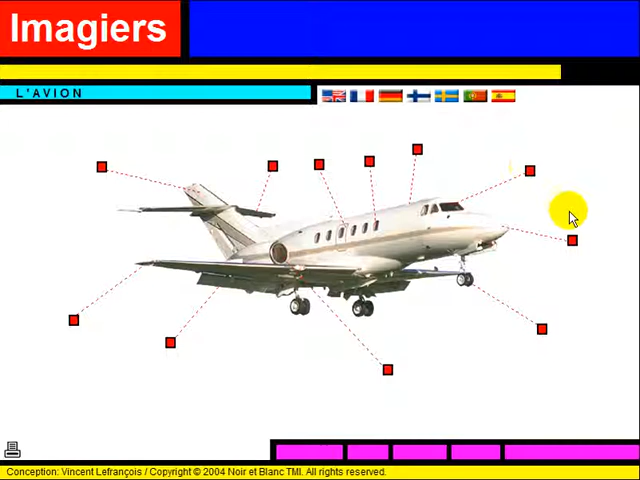 Imagiers
L'AVION
Conception: Vincent Lefrançois / Copyright © 2004 Noir et Blanc TMI. All rights reserved.